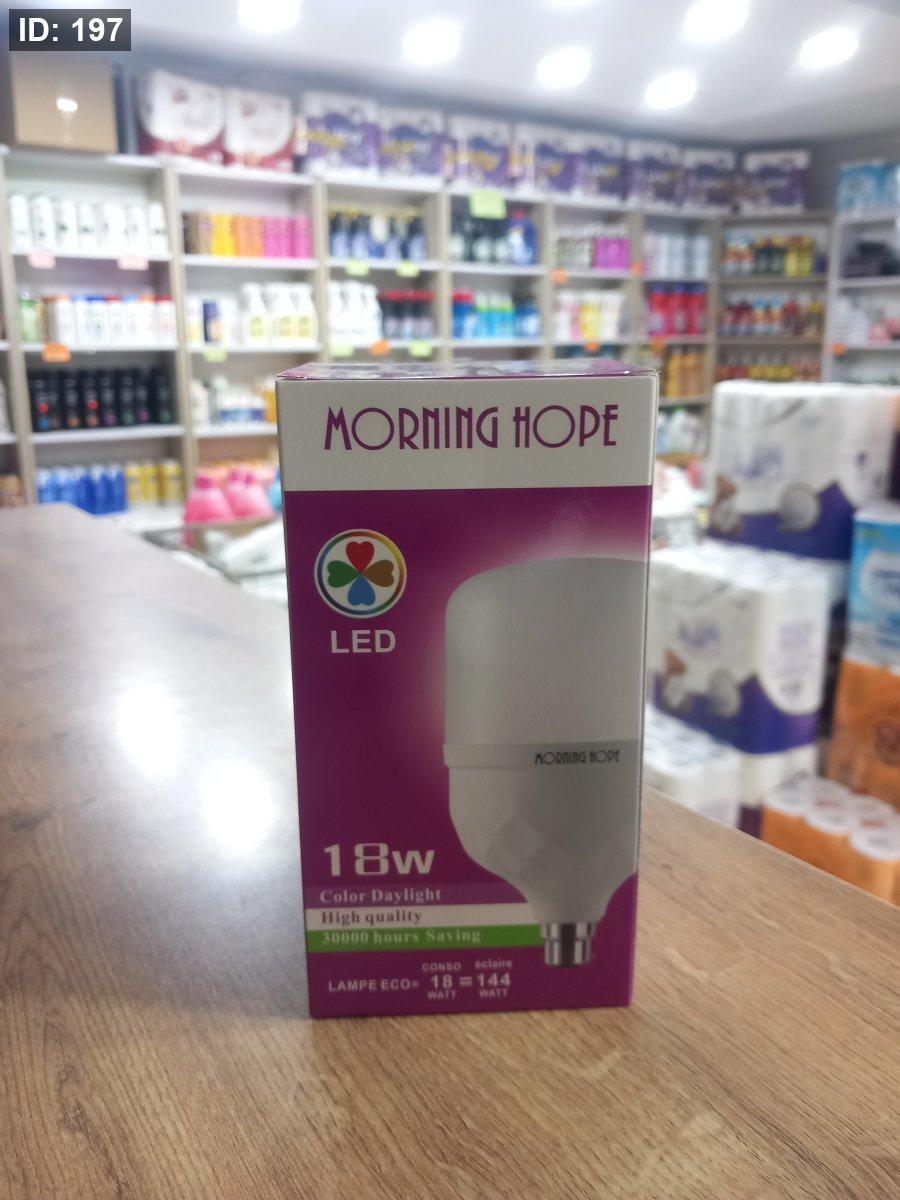 ID: 197
MORNING HOPE
LED
MORNING HOPE
18w
Color Daylight
High quality
30000 hours Saving
CONSO éclaire
LAMPE ECO= 18 = 144
WATT WATT